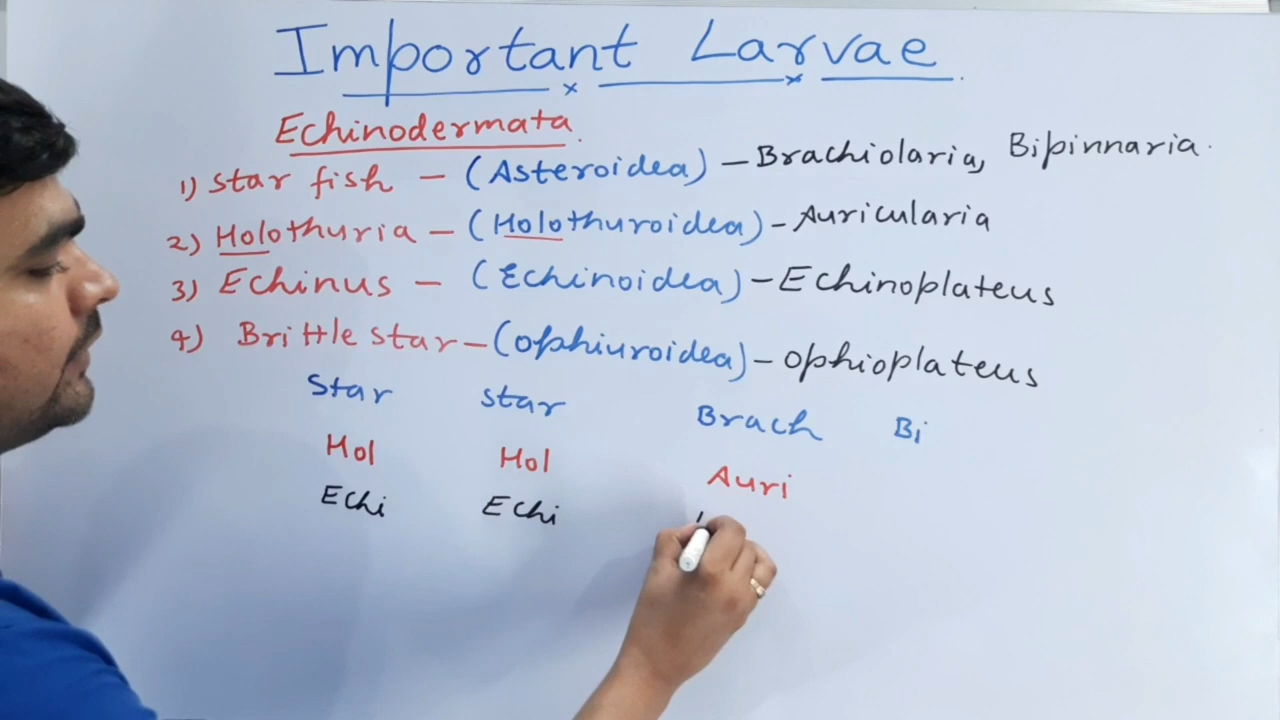 Important Larvae
Echinodermata
1) Star fish - (Asteroidea) - Brachiolaria, Bipinnaria.
2) Holothuria - (Holothuroidea) - Auricularia
3) Echinus - (Echinoidea) - Echinoplateus
4) Brittle star - (ophiuroidea) - ophioplateus
Star star Brach Bi
Hol Hol Auri
Echi Echi